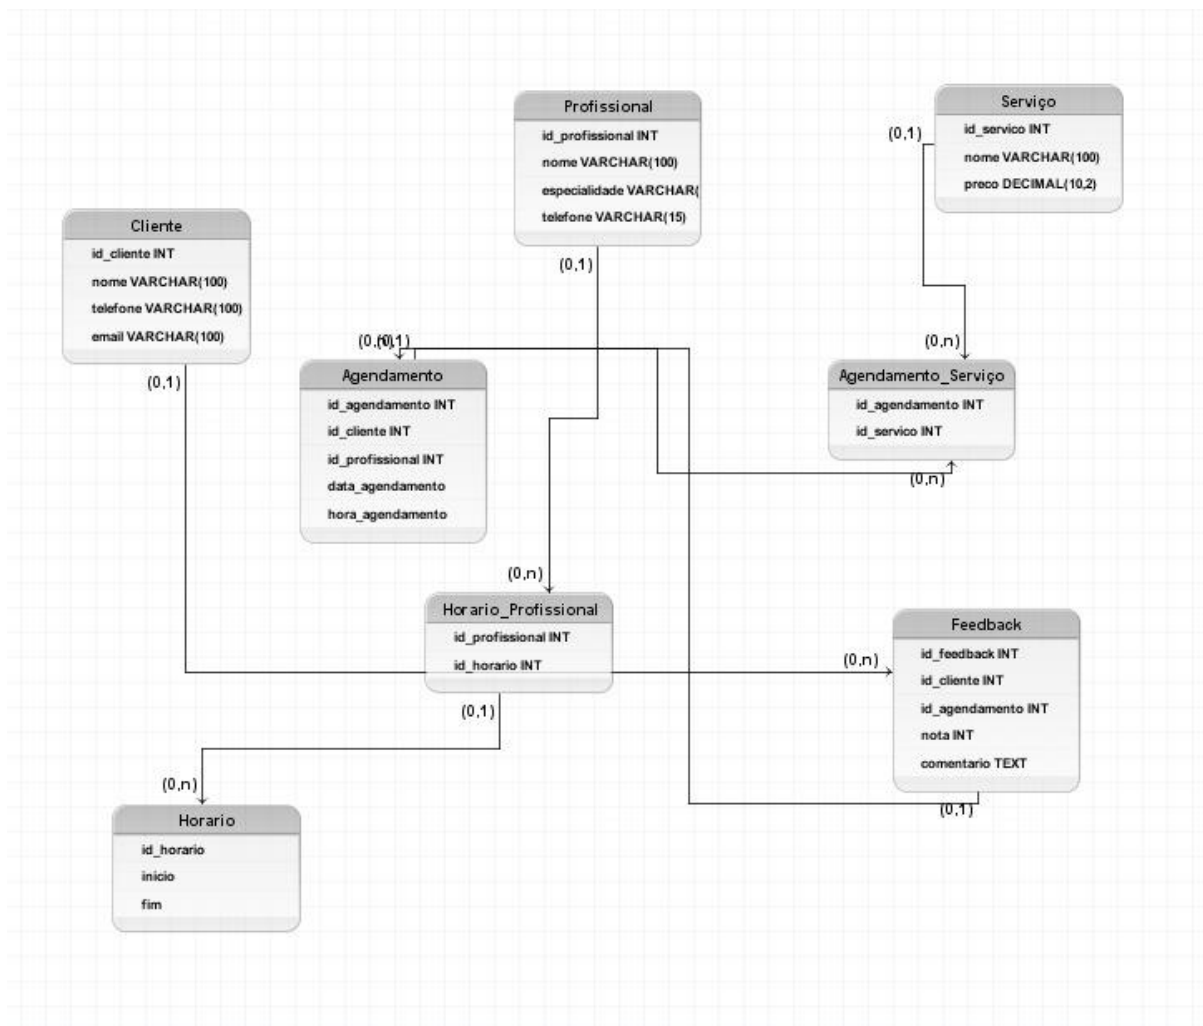 Profissional
id_profissional INT
nome VARCHAR(100)
especialidade VARCHAR(
telefone VARCHAR(15)
(0,1)
Serviço
id_servico INT
nome VARCHAR(100)
preco DECIMAL(10,2)
(0,1)
Cliente
id_cliente INT
nome VARCHAR(100)
telefone VARCHAR(100)
email VARCHAR(100)
(0,1)
(0,n)
(0,1)
Agendamento
id_agendamento INT
id_cliente INT
id_profissional INT
data_agendamento
hora_agendamento
(0,n)
Agendamento_Serviço
id_agendamento INT
id_servico INT
(0,n)
(0,n)
Horario_Profissional
id_profissional INT
id_horario INT
(0,1)
(0,n)
Feedback
id_feedback INT
id_cliente INT
id_agendamento INT
nota INT
comentario TEXT
(0,1)
(0,n)
Horario
id_horario
inicio
fim